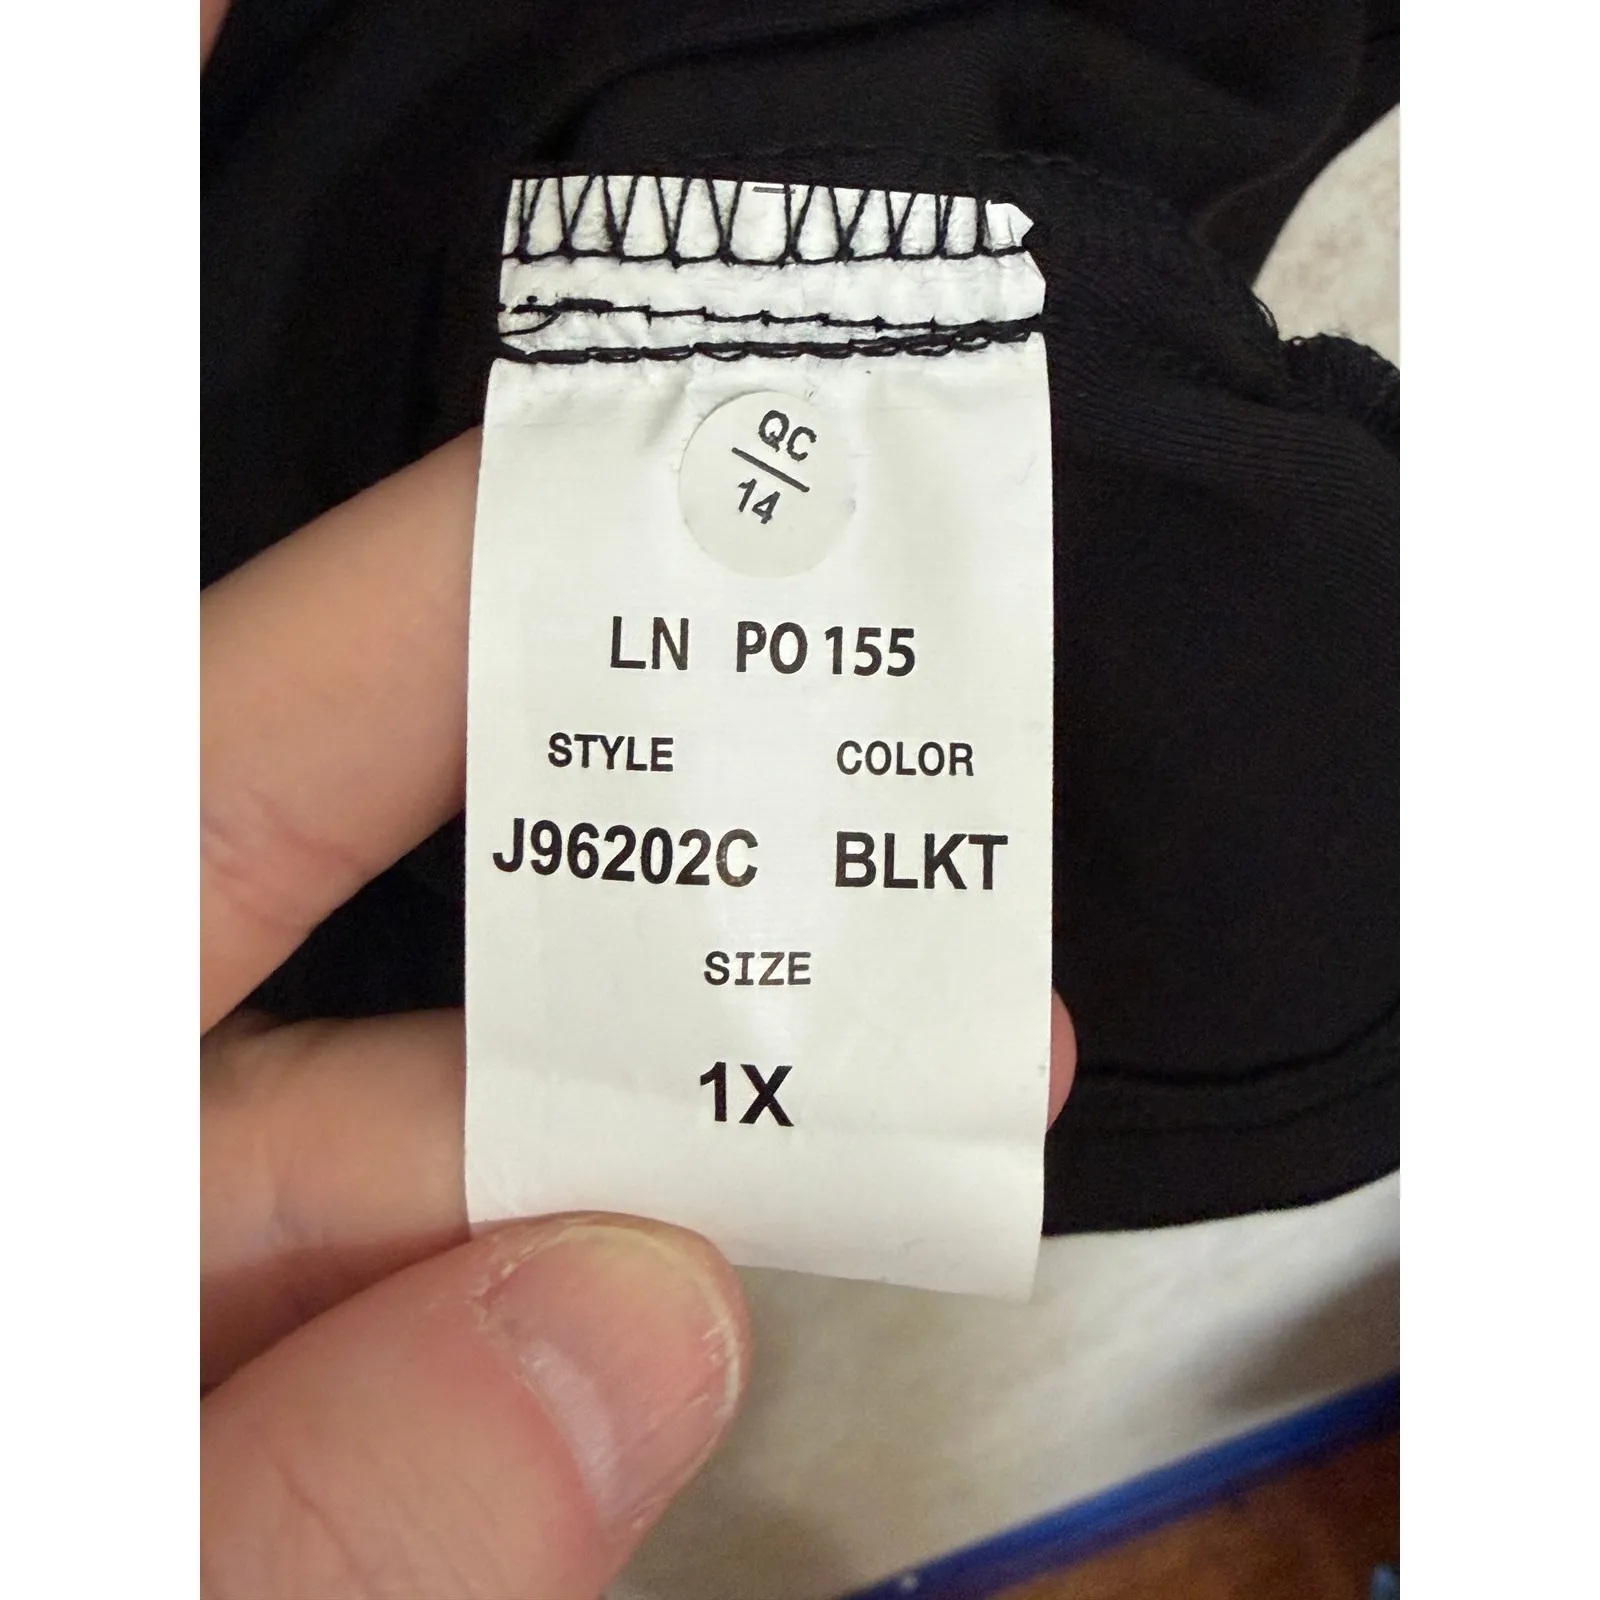 QC
14
LN PO 155
STYLE COLOR
J96202C BLKT
SIZE
1X